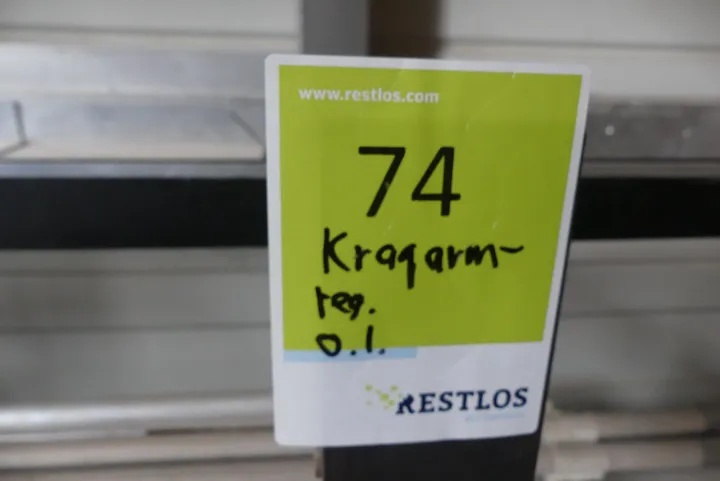 www.restlos.com
74
Kragarm-
reg.
o.I.
RESTLOS